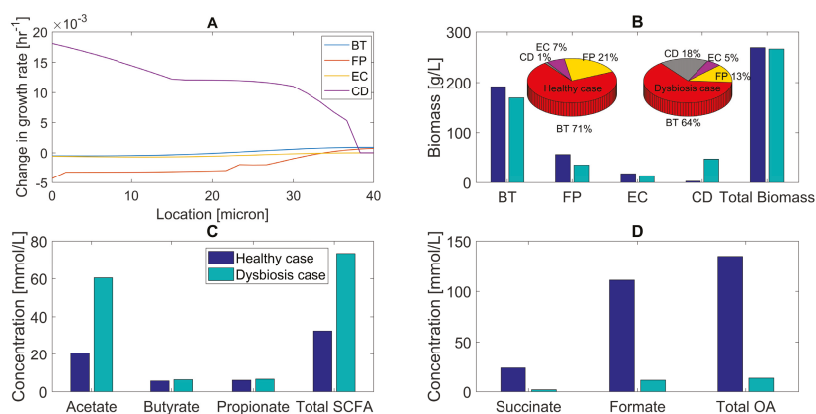 A
×10⁻³
20
15
10
5
0
-5
Change in growth rate [hr⁻¹]
0 10 20 30 40
Location [micron]
BT
FP
EC
CD
B
300
200
100
0
Biomass [g/L]
EC 7%
CD 1%
FP 21%
Healthy case
BT 71%
CD 18%
EC 5%
FP 13%
Dysbiosis case
BT 64%
BT FP EC CD Total Biomass
C
80
60
40
20
0
Concentration [mmol/L]
Healthy case
Dysbiosis case
Acetate Butyrate Propionate Total SCFA
D
150
100
50
0
Concentration [mmol/L]
Succinate Formate Total OA